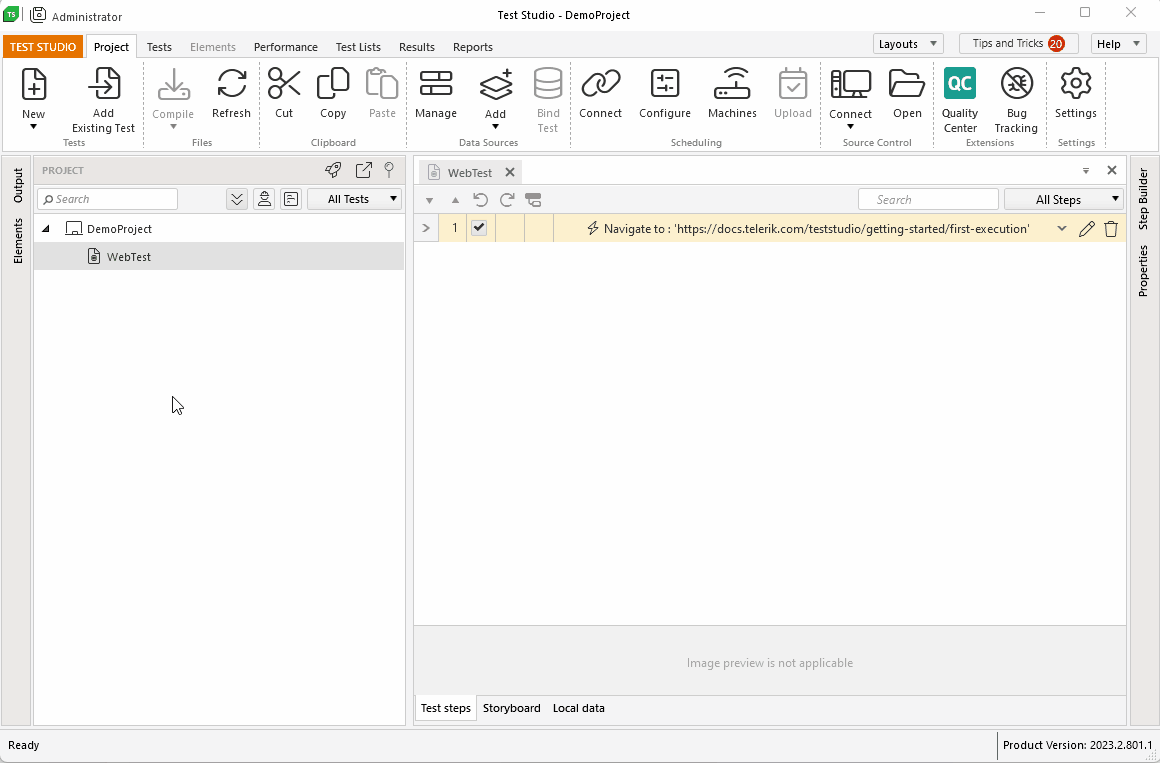 TS Administrator Test Studio - DemoProject
TEST STUDIO Project Tests Elements Performance Test Lists Results Reports Layouts Tips and Tricks 20 Help
New Add Existing Test Compile Refresh Cut Copy Paste Manage Add Bind Test Connect Configure Machines Upload Connect Open QC Quality Center Bug Tracking Settings
Tests Files Clipboard Data Sources Scheduling Source Control Extensions Settings
Output
Elements
PROJECT
Search All Tests
DemoProject
WebTest
WebTest
Search All Steps
1 Navigate to : 'https://docs.telerik.com/teststudio/getting-started/first-execution'
Image preview is not applicable
Test steps Storyboard Local data
Step Builder
Properties
Ready Product Version: 2023.2.801.1